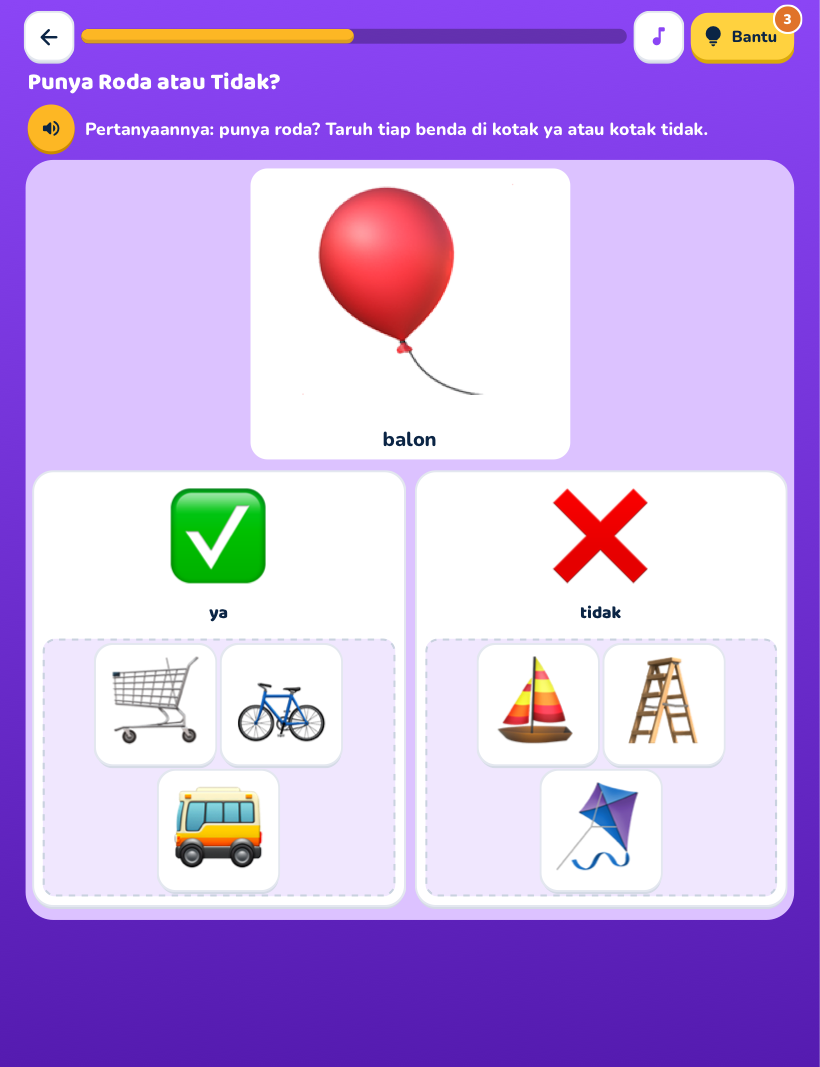 3
Bantu
Punya Roda atau Tidak?
Pertanyaannya: punya roda? Taruh tiap benda di kotak ya atau kotak tidak.
balon
ya
tidak